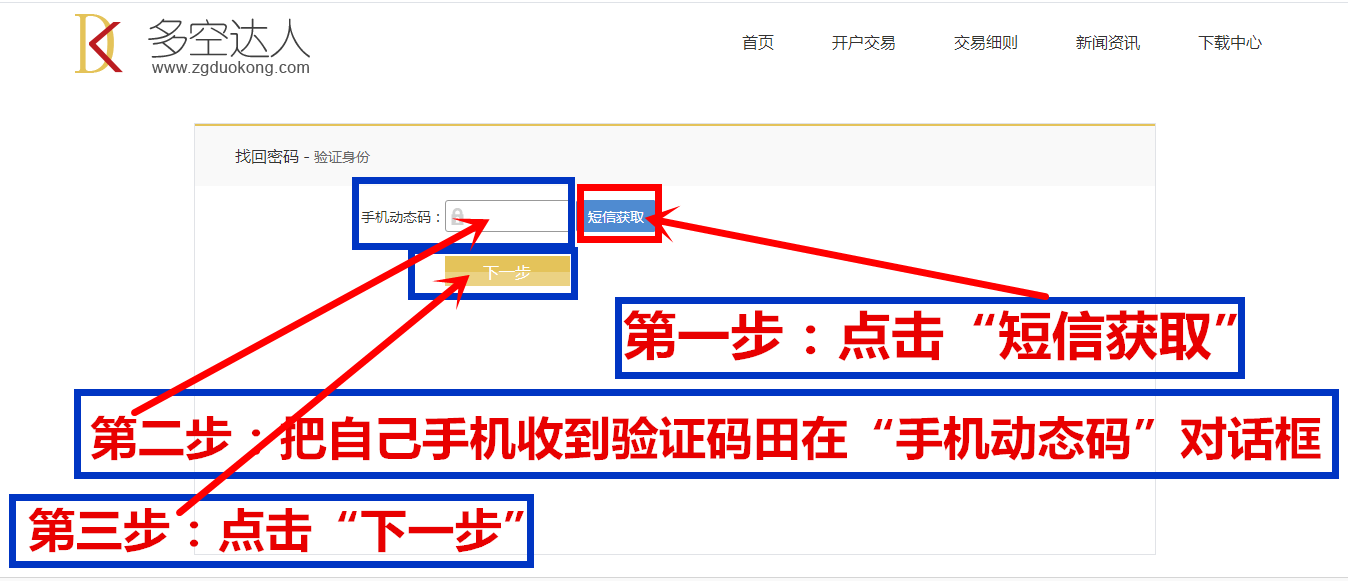 多空达人
www.zgduokong.com
首页 开户交易 交易细则 新闻资讯 下载中心
找回密码 - 验证身份
手机动态码： 短信获取
下一步
第一步：点击“短信获取”
第二步：把自己手机收到验证码田在“手机动态码”对话框
第三步：点击“下一步”